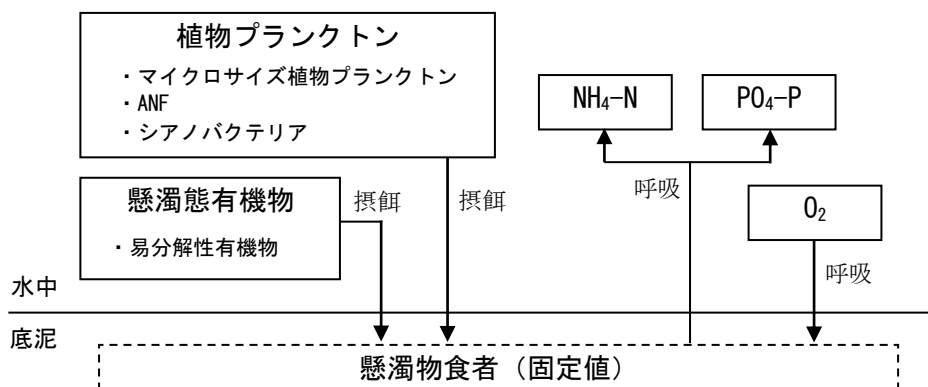 植物プランクトン
・マイクロサイズ植物プランクトン
・ANF
・シアノバクテリア
NH₄-N
PO₄-P
呼吸
懸濁態有機物
・易分解性有機物
摂餌
摂餌
O₂
呼吸
水中
底泥
懸濁物食者（固定値）